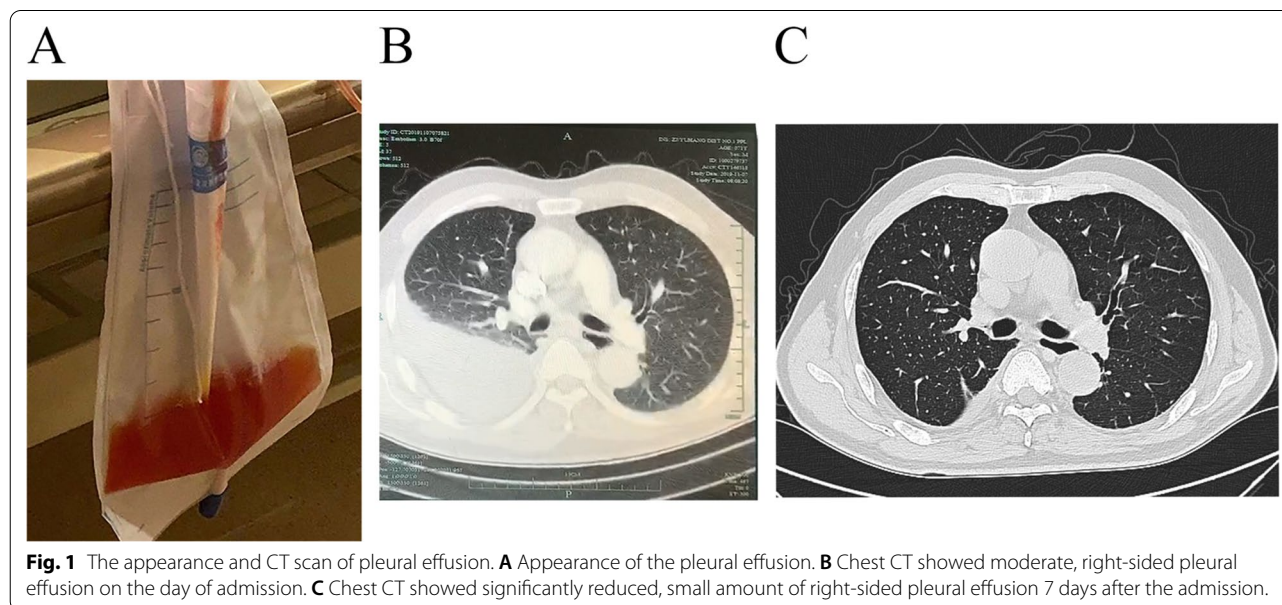 A
B
C
A
P
Fig. 1 The appearance and CT scan of pleural effusion. A Appearance of the pleural effusion. B Chest CT showed moderate, right-sided pleural
effusion on the day of admission. C Chest CT showed significantly reduced, small amount of right-sided pleural effusion 7 days after the admission.